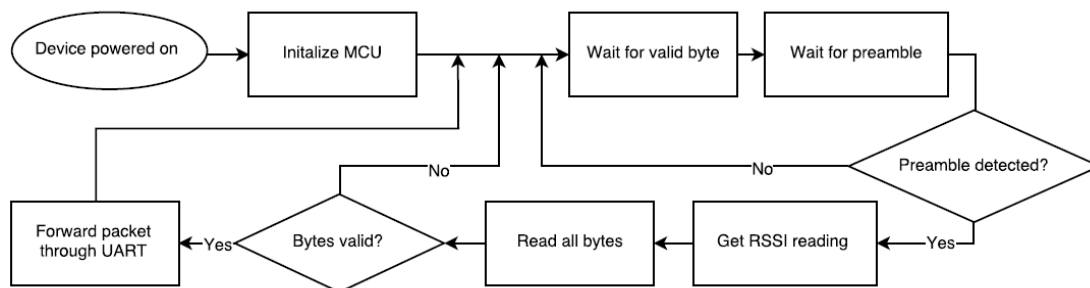 Device powered on
Initalize MCU
Wait for valid byte
Wait for preamble
No
No
Preamble detected?
Forward packet
through UART
Yes
Bytes valid?
Read all bytes
Get RSSI reading
Yes